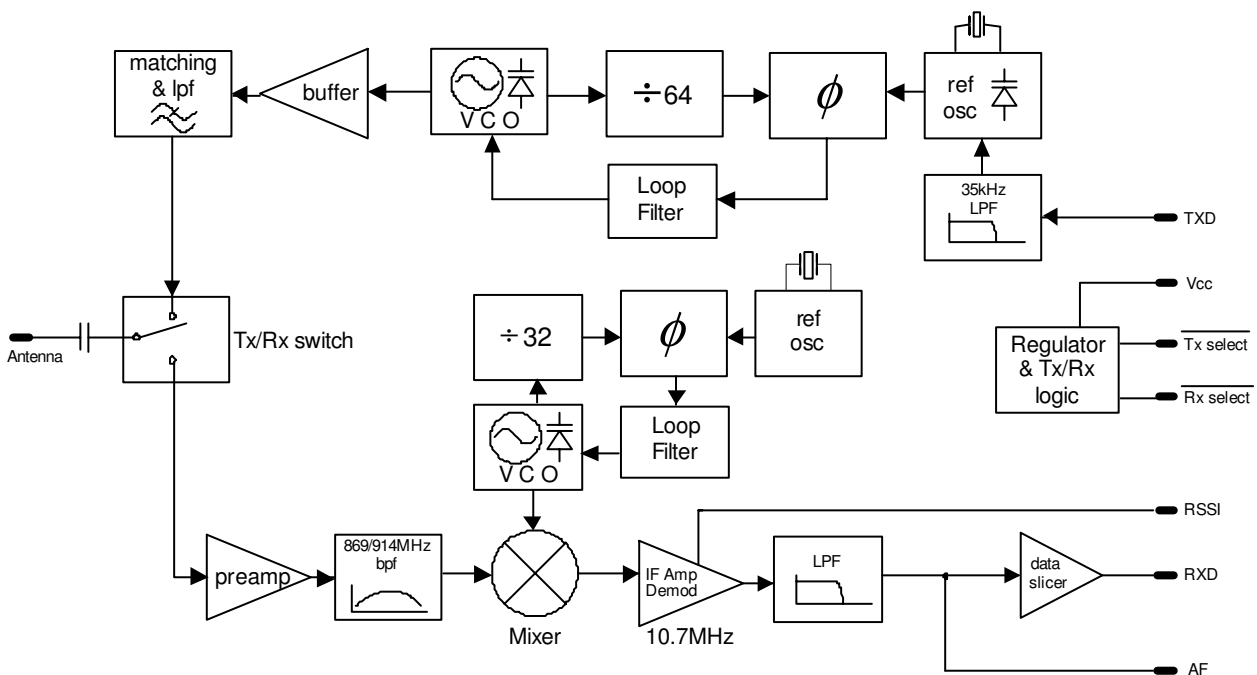 matching
& lpf
buffer
V C O
÷64
ϕ
ref
osc
Loop
Filter
35kHz
LPF
TXD
Vcc
Antenna
Tx/Rx switch
÷32
ϕ
ref
osc
Regulator
& Tx/Rx
logic
Tx select
Rx select
V C O
Loop
Filter
RSSI
preamp
869/914MHz
bpf
Mixer
IF Amp
Demod
10.7MHz
LPF
data
slicer
RXD
AF